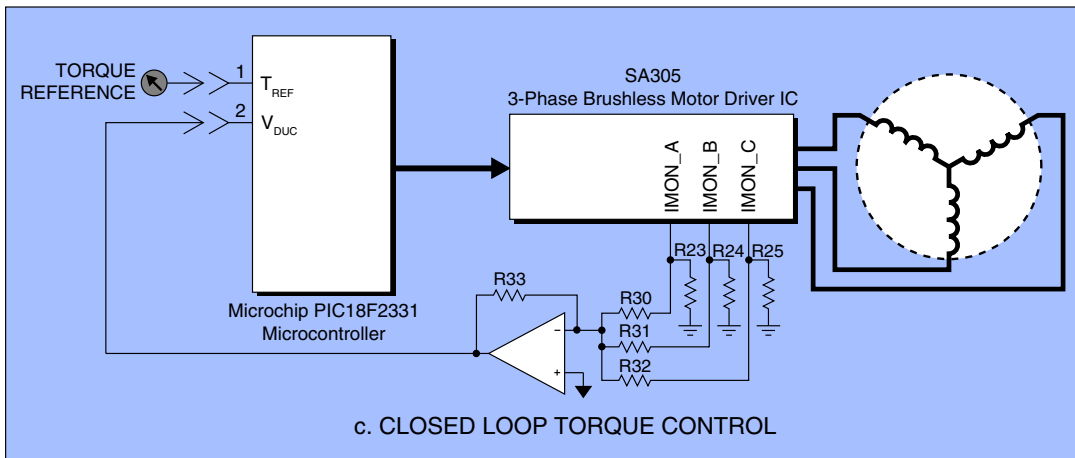 TORQUE
REFERENCE
1
T_REF
2
V_DUC
Microchip PIC18F2331
Microcontroller
SA305
3-Phase Brushless Motor Driver IC
IMON_A
IMON_B
IMON_C
R23
R24
R25
R33
R30
R31
R32
−
+
c. CLOSED LOOP TORQUE CONTROL